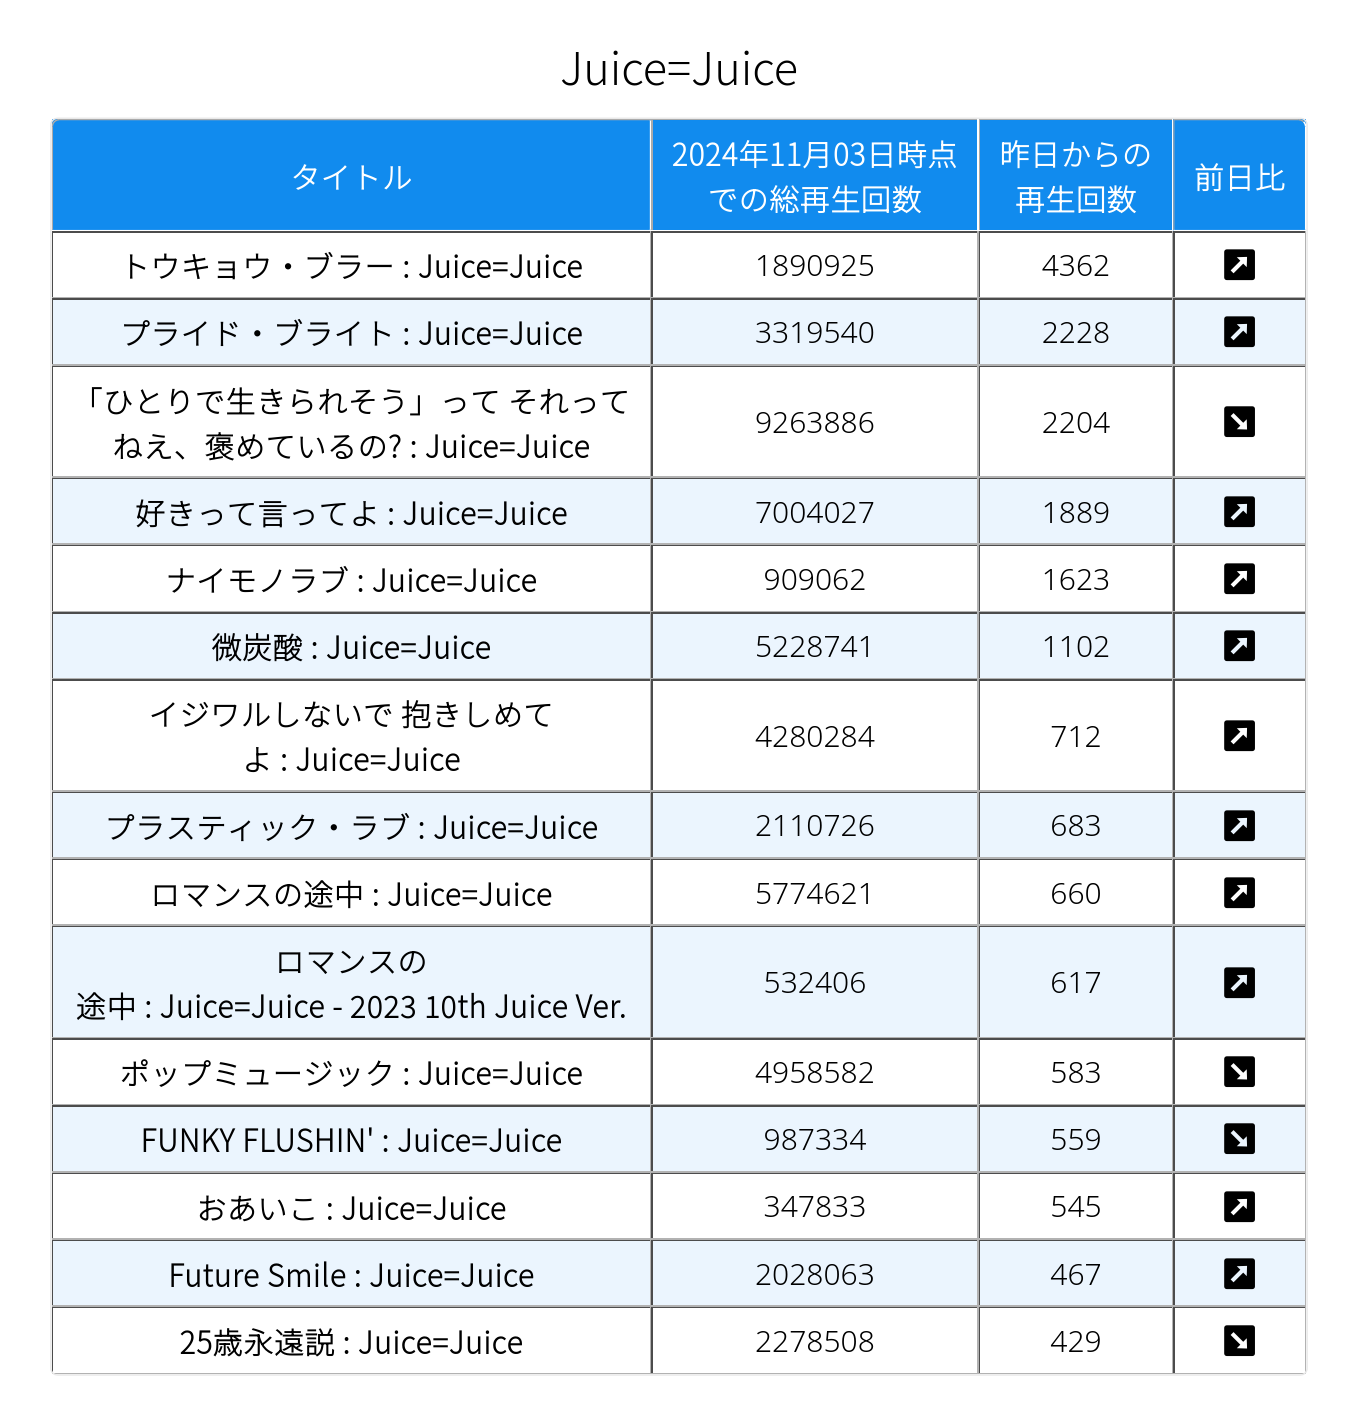 Juice=Juice
タイトル
2024年11月03日時点
での総再生回数
昨日からの
再生回数
前日比
トウキョウ・ブラー : Juice=Juice
1890925
4362
プライド・ブライト : Juice=Juice
3319540
2228
「ひとりで生きられそう」って それって
ねえ、褒めているの? : Juice=Juice
9263886
2204
好きって言ってよ : Juice=Juice
7004027
1889
ナイモノラブ : Juice=Juice
909062
1623
微炭酸 : Juice=Juice
5228741
1102
イジワルしないで 抱きしめて
よ : Juice=Juice
4280284
712
プラスティック・ラブ : Juice=Juice
2110726
683
ロマンスの途中 : Juice=Juice
5774621
660
ロマンスの
途中 : Juice=Juice - 2023 10th Juice Ver.
532406
617
ポップミュージック : Juice=Juice
4958582
583
FUNKY FLUSHIN' : Juice=Juice
987334
559
おあいこ : Juice=Juice
347833
545
Future Smile : Juice=Juice
2028063
467
25歳永遠説 : Juice=Juice
2278508
429